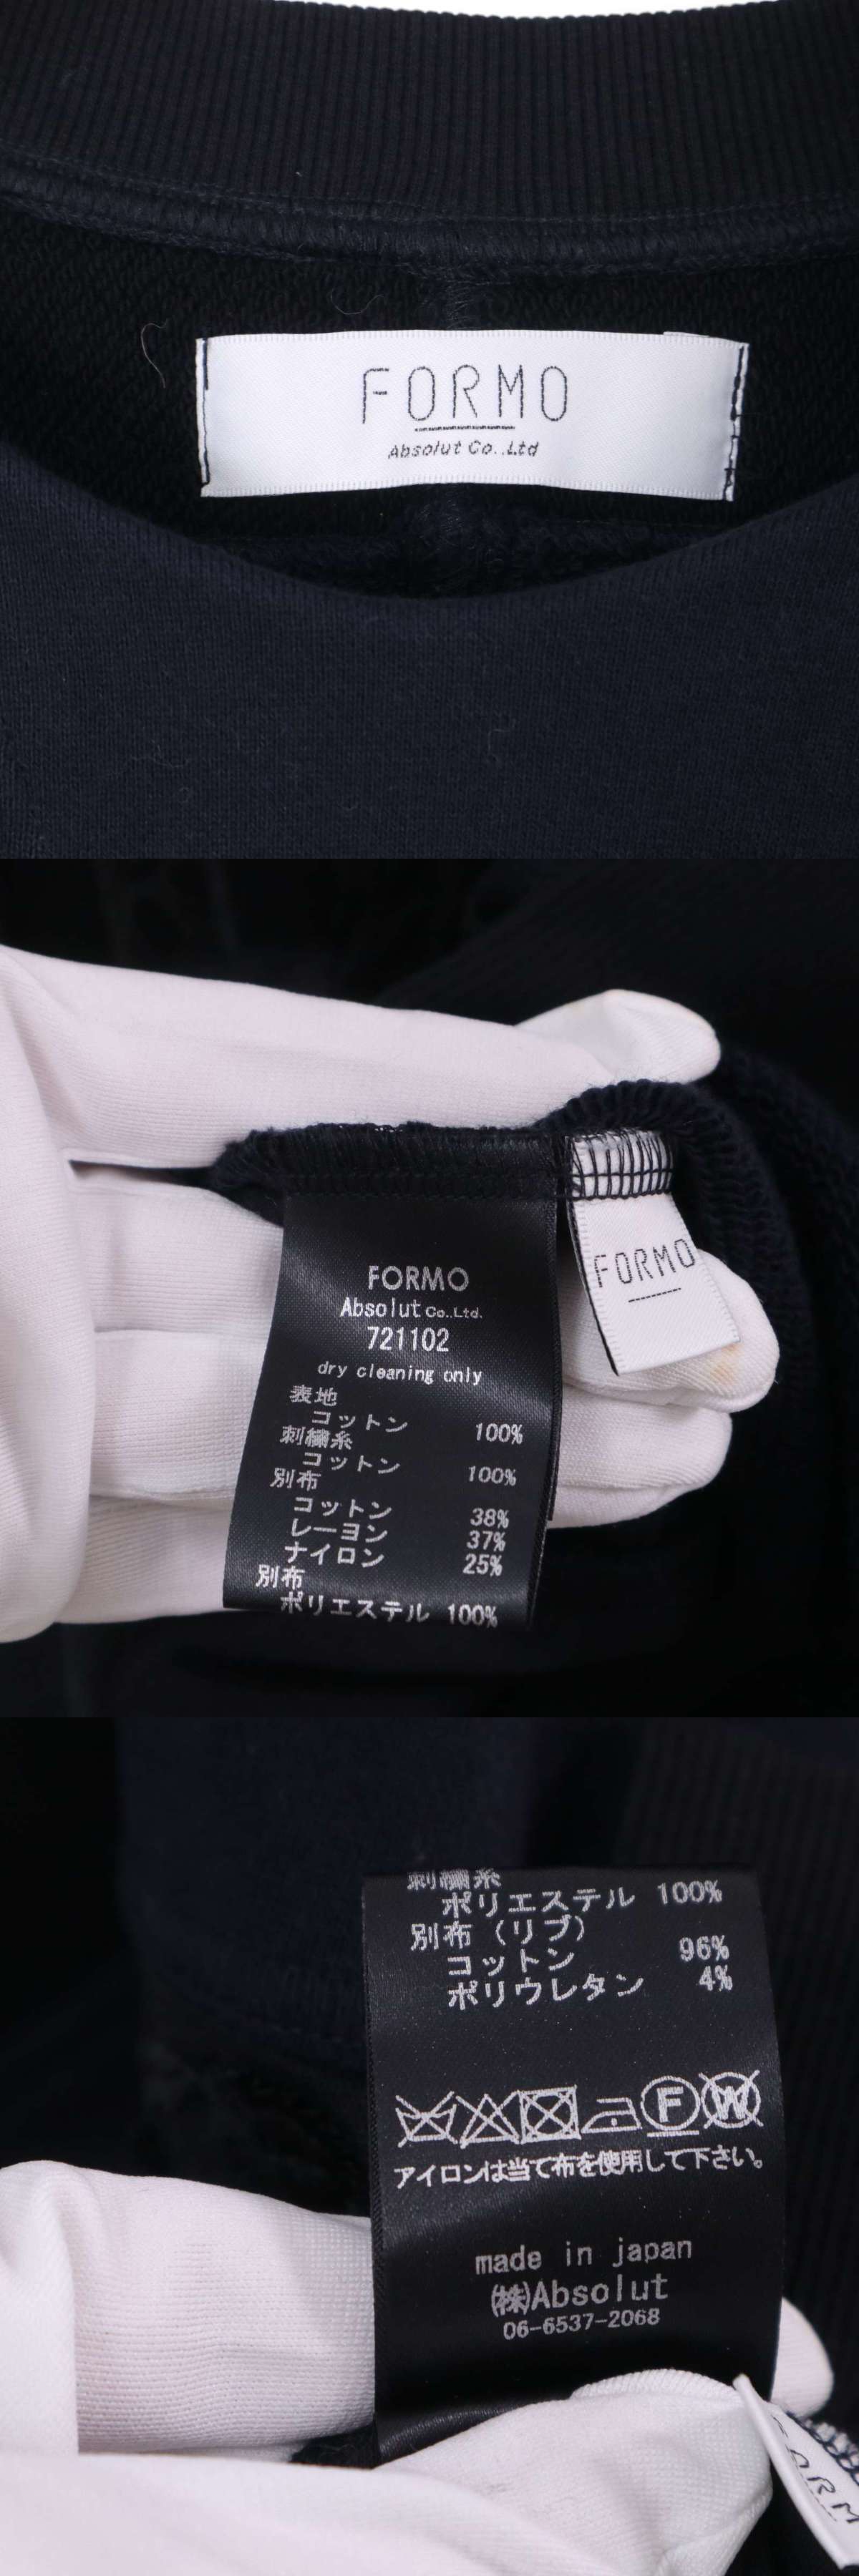 FORMO
Absolut Co.,Ltd
FORMO
Absolut Co.,Ltd.
721102
dry cleaning only
表地
コットン 100%
刺繍糸
コットン 100%
別布
コットン 38%
レーヨン 37%
ナイロン 25%
別布
ポリエステル 100%
FORMO
刺繍糸
ポリエステル 100%
別布(リブ)
コットン 96%
ポリウレタン 4%
F W
アイロンは当て布を使用して下さい。
made in japan
㈱Absolut
06-6537-2068
FORM